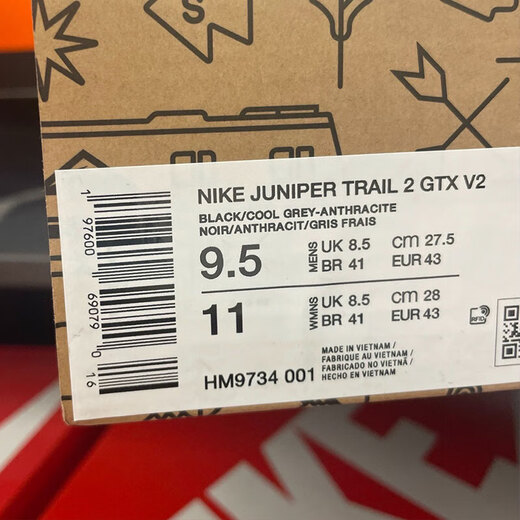 S
NIKE JUNIPER TRAIL 2 GTX V2
BLACK/COOL GREY-ANTHRACITE
NOIR/ANTHRACIT/GRIS FRAIS
9.5 MENS UK 8.5 CM 27.5
BR 41 EUR 43
11 WMNS UK 8.5 CM 28
BR 41 EUR 43
RFID
MADE IN VIETNAM /
FABRIQUE AU VIETNAM /
FABRICADO NO VIETNÃ /
HECHO EN VIETNAM
HM9734 001
1 97600 69079 0 16